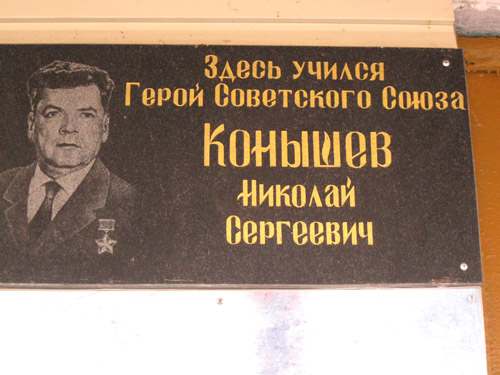 Здесь учился
Герой Советского Союза
Конышев
Николай
Сергеевич